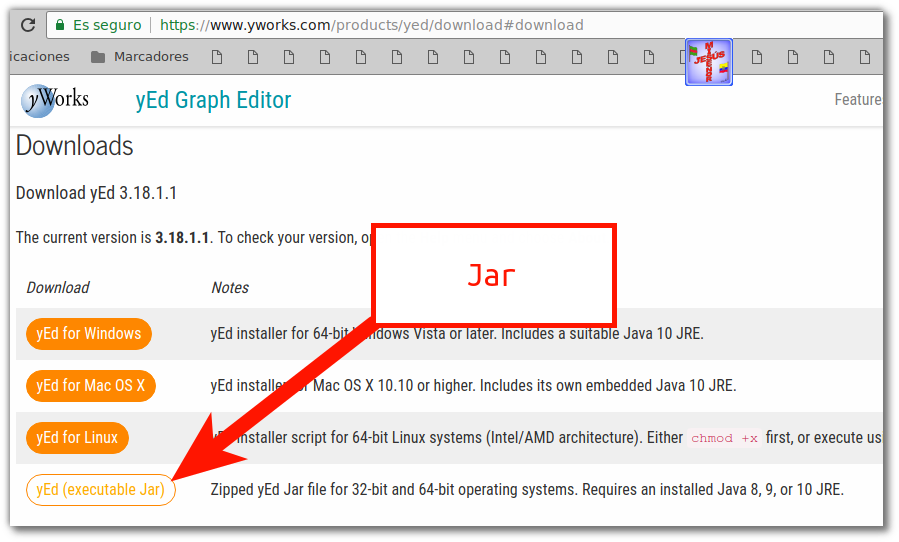 Es seguro https://www.yworks.com/products/yed/download#download
icaciones Marcadores JESÚS
yWorks yEd Graph Editor Feature
Downloads
Download yEd 3.18.1.1
The current version is 3.18.1.1. To check your version, op
Jar
Download Notes
yEd for Windows yEd installer for 64-bit Windows Vista or later. Includes a suitable Java 10 JRE.
yEd for Mac OS X yEd installer for Mac OS X 10.10 or higher. Includes its own embedded Java 10 JRE.
yEd for Linux yEd installer script for 64-bit Linux systems (Intel/AMD architecture). Either chmod +x first, or execute usi
yEd (executable Jar) Zipped yEd Jar file for 32-bit and 64-bit operating systems. Requires an installed Java 8, 9, or 10 JRE.